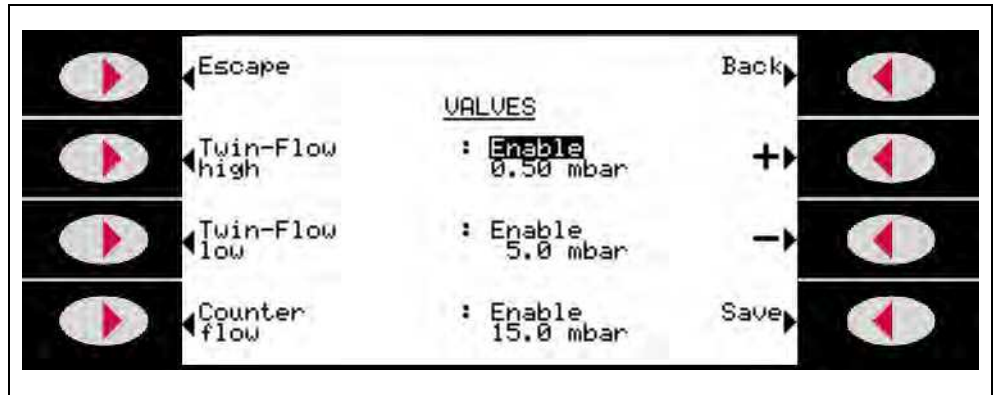 Escape Back
VALVES
Twin-Flow : Enable +
high 0.50 mbar
Twin-Flow : Enable −
low 5.0 mbar
Counter : Enable Save
flow 15.0 mbar